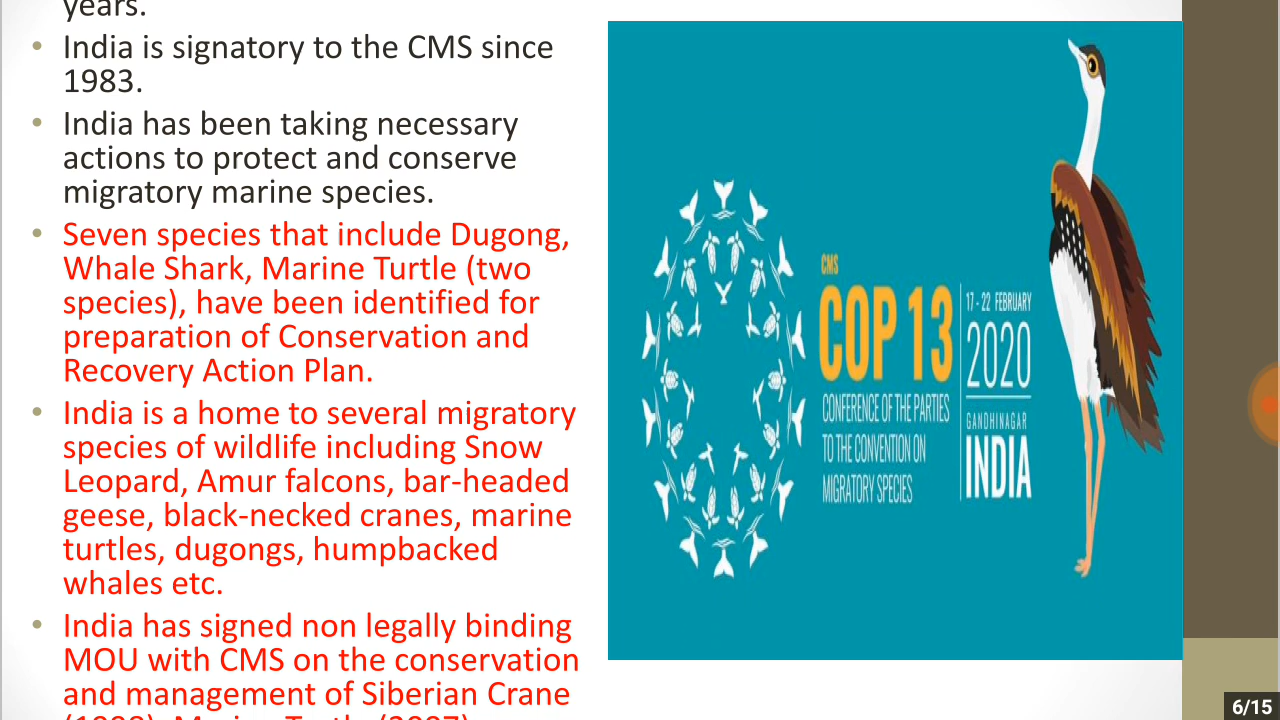 years.
• India is signatory to the CMS since
1983.
• India has been taking necessary
actions to protect and conserve
migratory marine species.
• Seven species that include Dugong,
Whale Shark, Marine Turtle (two
species), have been identified for
preparation of Conservation and
Recovery Action Plan.
• India is a home to several migratory
species of wildlife including Snow
Leopard, Amur falcons, bar-headed
geese, black-necked cranes, marine
turtles, dugongs, humpbacked
whales etc.
• India has signed non legally binding
MOU with CMS on the conservation
and management of Siberian Crane
CMS
COP 13
CONFERENCE OF THE PARTIES
TO THE CONVENTION ON
MIGRATORY SPECIES
17 - 22 FEBRUARY
2020
GANDHINAGAR
INDIA
6/15